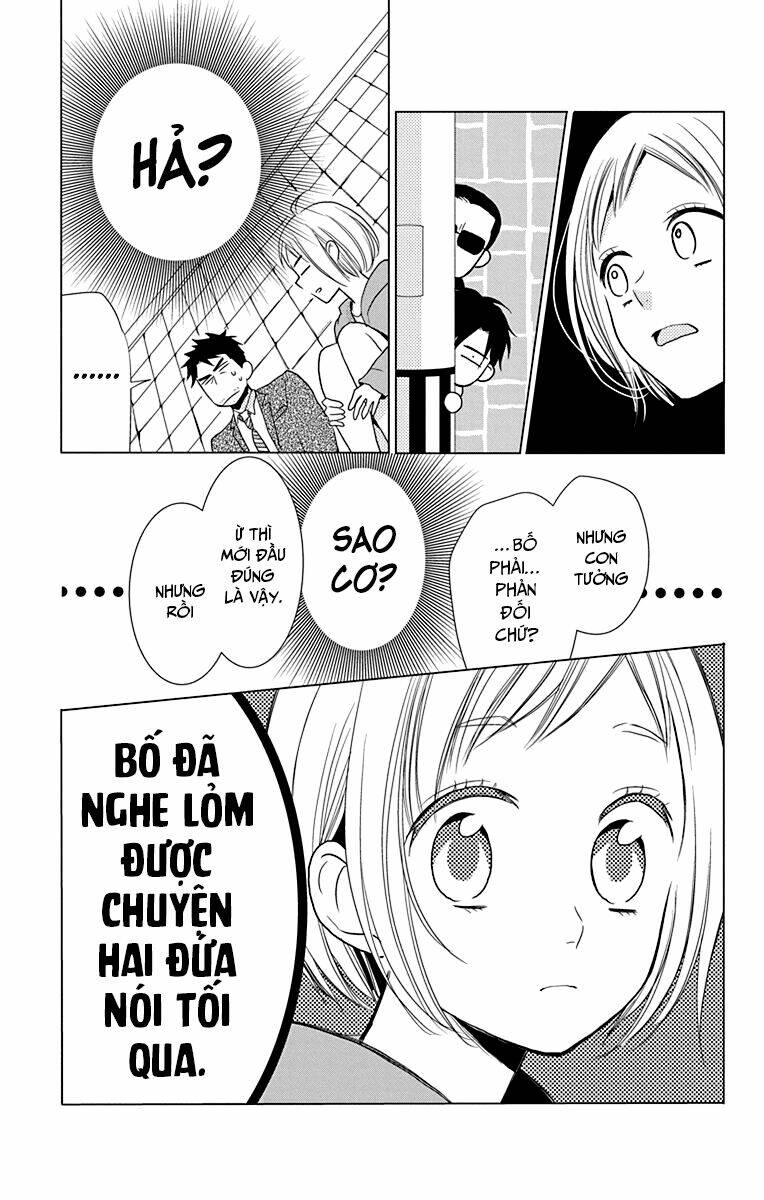 HẢ?
........
NHƯNG
CON
TƯỞNG
...BỐ
PHẢI...
PHẢN
ĐỐI
CHỨ?
SAO
CƠ?
Ừ THÌ
MỚI ĐẦU
ĐÚNG
LÀ VẬY.
NHƯNG
RỒI
BỐ ĐÃ
NGHE LỎM
ĐƯỢC
CHUYỆN
HAI ĐỨA
NÓI TỐI
QUA.